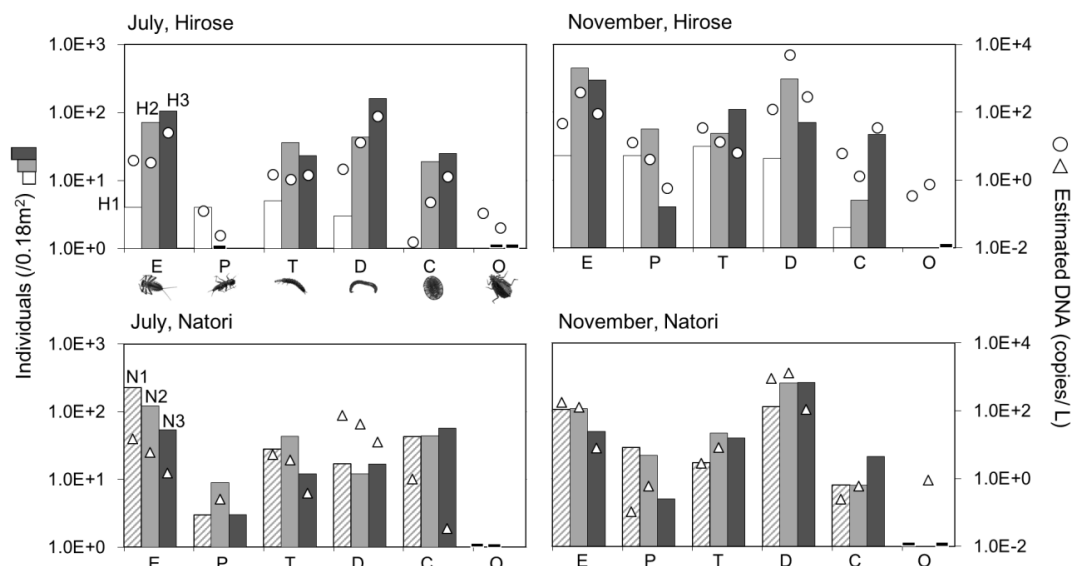 July, Hirose
November, Hirose
1.0E+3
1.0E+2
1.0E+1
1.0E+0
H1
H2
H3
1.0E+4
1.0E+2
1.0E+0
1.0E-2
E P T D C O
E P T D C O
Individuals (/0.18m²)
Estimated DNA (copies/ L)
July, Natori
November, Natori
1.0E+3
1.0E+2
1.0E+1
1.0E+0
N1
N2
N3
1.0E+4
1.0E+2
1.0E+0
1.0E-2
E P T D C O
E P T D C O